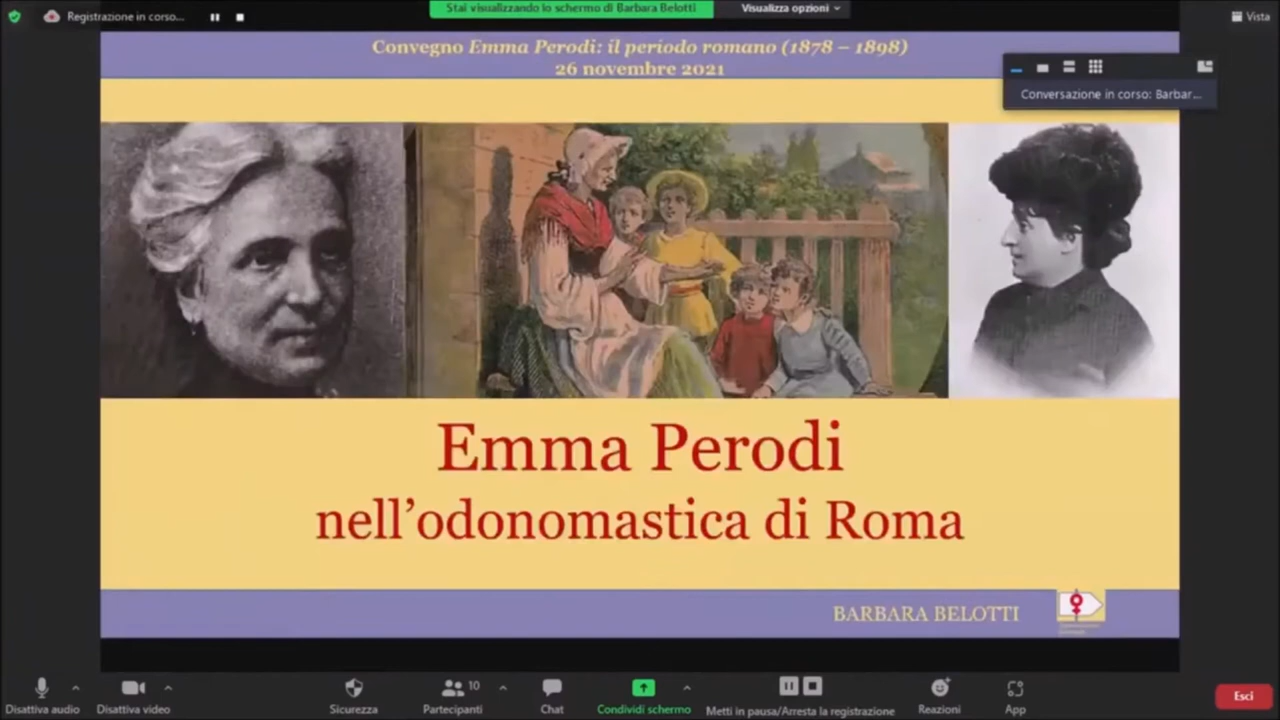 Registrazione in corso...
Stai visualizzando lo schermo di Barbara Belotti
Visualizza opzioni
Vista
Convegno Emma Perodi: il periodo romano (1878 – 1898)
26 novembre 2021
Conversazione in corso: Barbar...
Emma Perodi
nell’odonomastica di Roma
BARBARA BELOTTI
Disattiva audio
Disattiva video
Sicurezza
Partecipanti
10
Chat
Condividi schermo
Metti in pausa/Arresta la registrazione
Reazioni
App
Esci